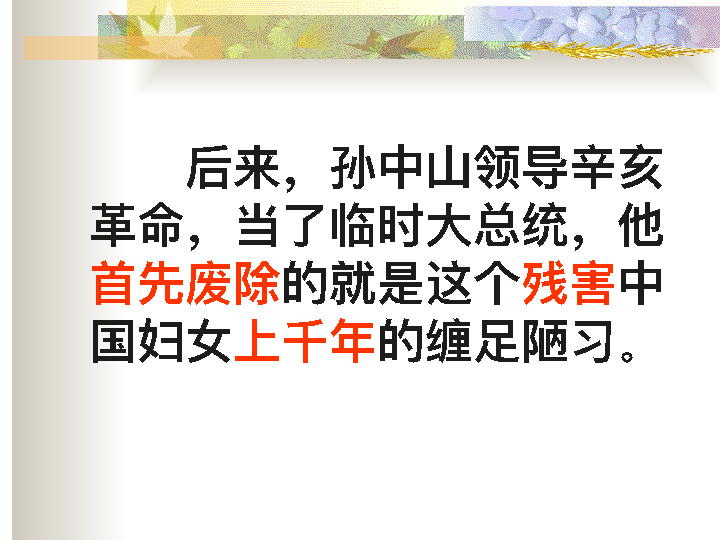 后来，孙中山领导辛亥
革命，当了临时大总统，他
首先废除的就是这个残害中
国妇女上千年的缠足陋习。